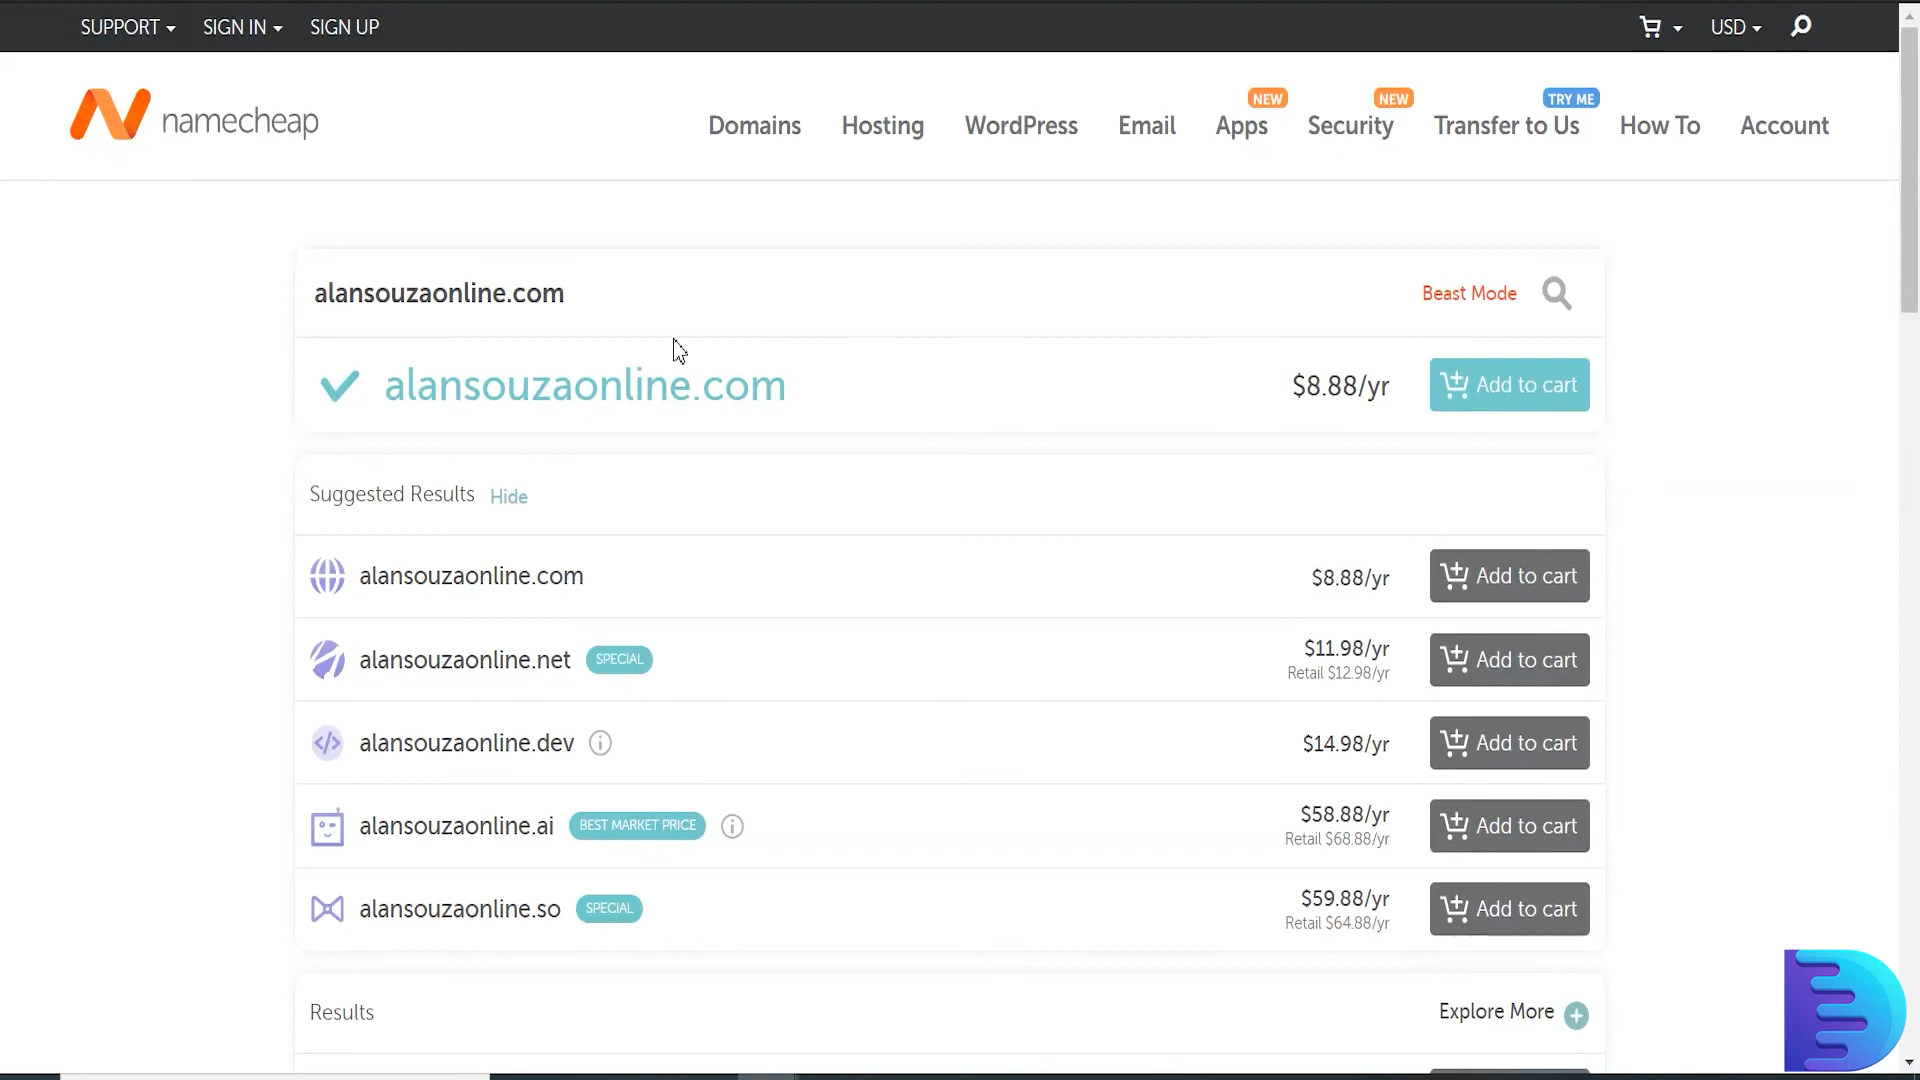 SUPPORT SIGN IN SIGN UP USD
namecheap
NEW NEW TRY ME
Domains Hosting WordPress Email Apps Security Transfer to Us How To Account
alansouzaonline.com Beast Mode
alansouzaonline.com $8.88/yr Add to cart
Suggested Results Hide
alansouzaonline.com $8.88/yr Add to cart
alansouzaonline.net SPECIAL $11.98/yr Add to cart
Retail $12.98/yr
alansouzaonline.dev $14.98/yr Add to cart
alansouzaonline.ai BEST MARKET PRICE $58.88/yr Add to cart
Retail $68.88/yr
alansouzaonline.so SPECIAL $59.88/yr Add to cart
Retail $64.88/yr
Results Explore More